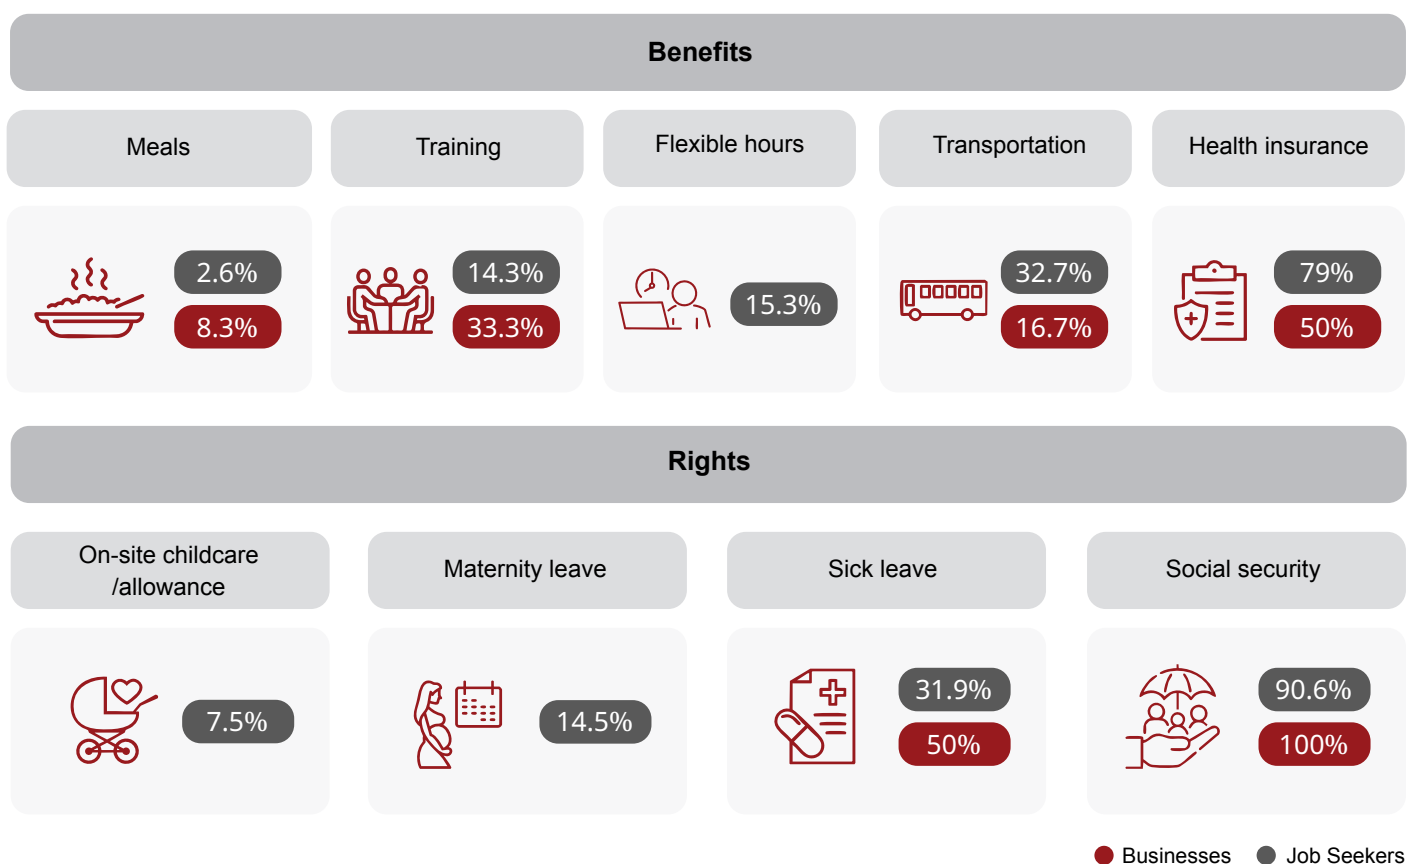 Benefits
Meals
Training
Flexible hours
Transportation
Health insurance
2.6%
8.3%
14.3%
33.3%
15.3%
32.7%
16.7%
79%
50%
Rights
On-site childcare
/allowance
Maternity leave
Sick leave
Social security
7.5%
14.5%
31.9%
50%
90.6%
100%
Businesses
Job Seekers